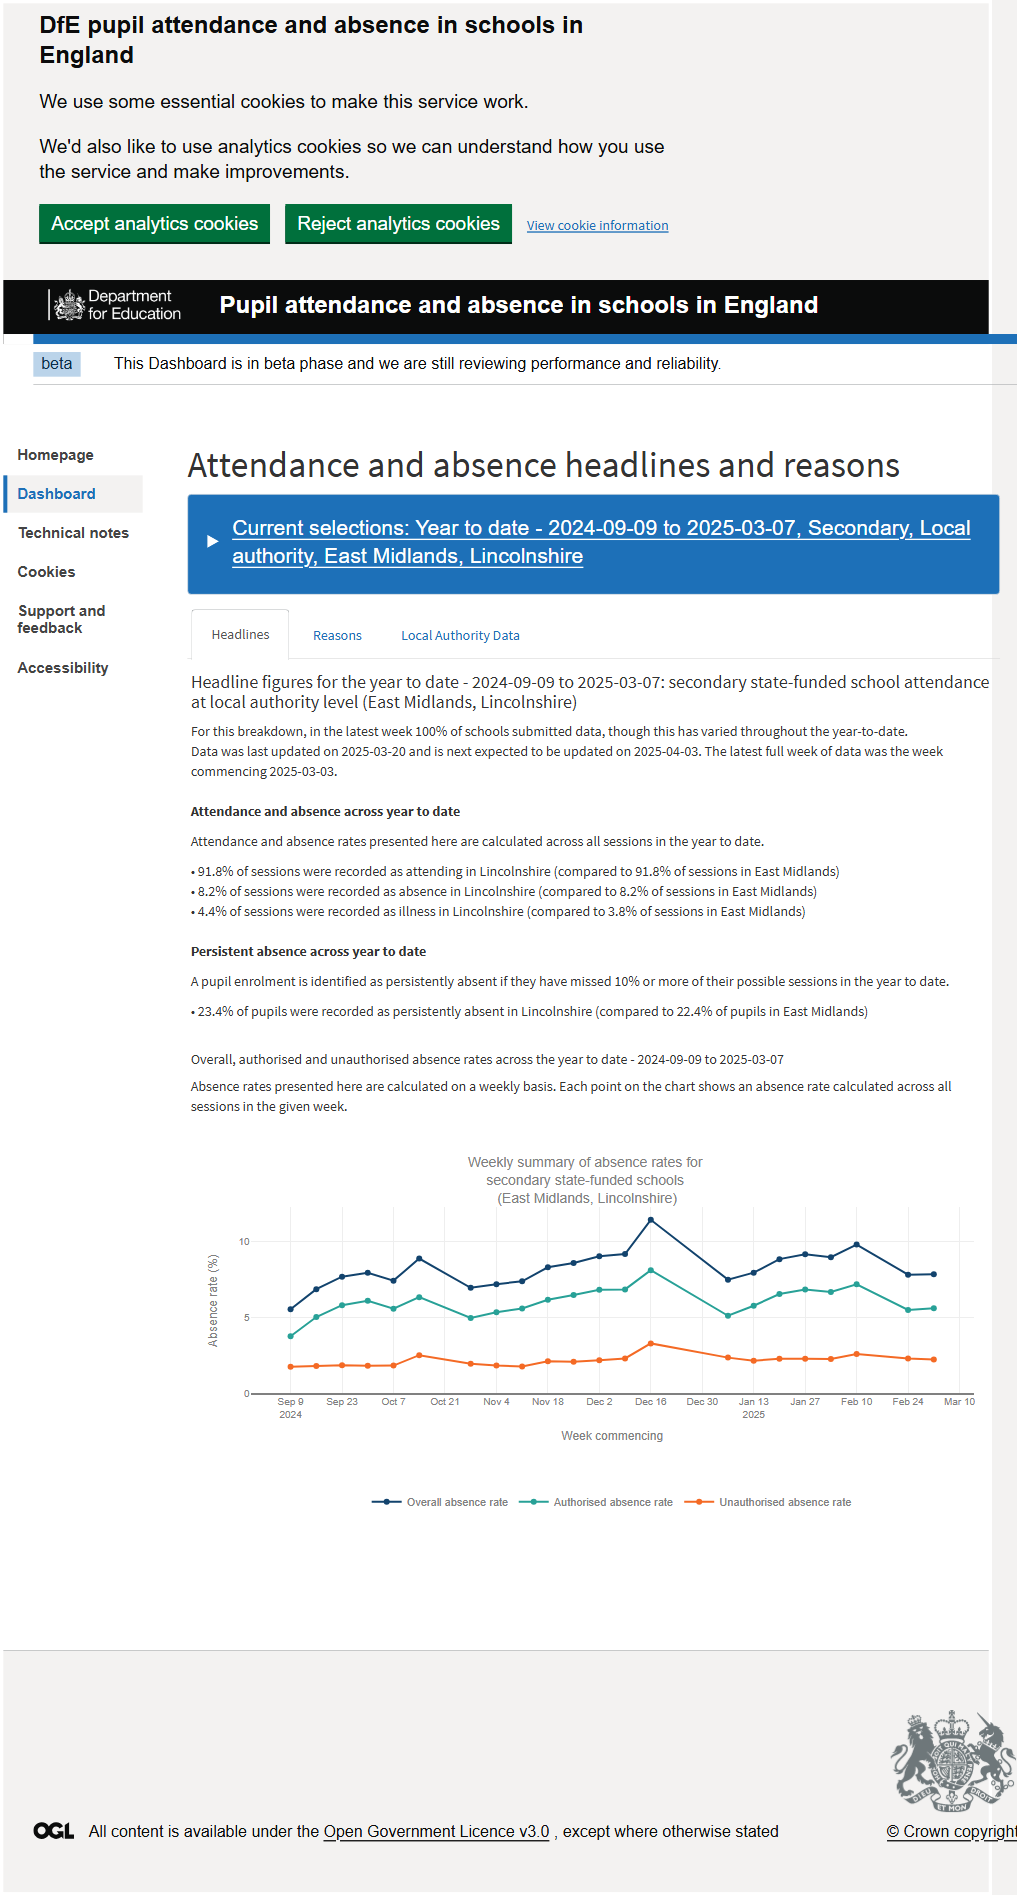 DfE pupil attendance and absence in schools in
England
We use some essential cookies to make this service work.
We'd also like to use analytics cookies so we can understand how you use
the service and make improvements.
Accept analytics cookies Reject analytics cookies View cookie information
Department
for Education
Pupil attendance and absence in schools in England
beta This Dashboard is in beta phase and we are still reviewing performance and reliability.
Homepage
Dashboard
Technical notes
Cookies
Support and
feedback
Accessibility
Attendance and absence headlines and reasons
Current selections: Year to date - 2024-09-09 to 2025-03-07, Secondary, Local
authority, East Midlands, Lincolnshire
Headlines Reasons Local Authority Data
Headline figures for the year to date - 2024-09-09 to 2025-03-07: secondary state-funded school attendance
at local authority level (East Midlands, Lincolnshire)
For this breakdown, in the latest week 100% of schools submitted data, though this has varied throughout the year-to-date.
Data was last updated on 2025-03-20 and is next expected to be updated on 2025-04-03. The latest full week of data was the week
commencing 2025-03-03.
Attendance and absence across year to date
Attendance and absence rates presented here are calculated across all sessions in the year to date.
• 91.8% of sessions were recorded as attending in Lincolnshire (compared to 91.8% of sessions in East Midlands)
• 8.2% of sessions were recorded as absence in Lincolnshire (compared to 8.2% of sessions in East Midlands)
• 4.4% of sessions were recorded as illness in Lincolnshire (compared to 3.8% of sessions in East Midlands)
Persistent absence across year to date
A pupil enrolment is identified as persistently absent if they have missed 10% or more of their possible sessions in the year to date.
• 23.4% of pupils were recorded as persistently absent in Lincolnshire (compared to 22.4% of pupils in East Midlands)
Overall, authorised and unauthorised absence rates across the year to date - 2024-09-09 to 2025-03-07
Absence rates presented here are calculated on a weekly basis. Each point on the chart shows an absence rate calculated across all
sessions in the given week.
Weekly summary of absence rates for
secondary state-funded schools
(East Midlands, Lincolnshire)
Absence rate (%)
10
5
0
Sep 9 Sep 23 Oct 7 Oct 21 Nov 4 Nov 18 Dec 2 Dec 16 Dec 30 Jan 13 Jan 27 Feb 10 Feb 24 Mar 10
2024 2025
Week commencing
Overall absence rate Authorised absence rate Unauthorised absence rate
DIEU ET MON DROIT
OGL All content is available under the Open Government Licence v3.0 , except where otherwise stated
© Crown copyright